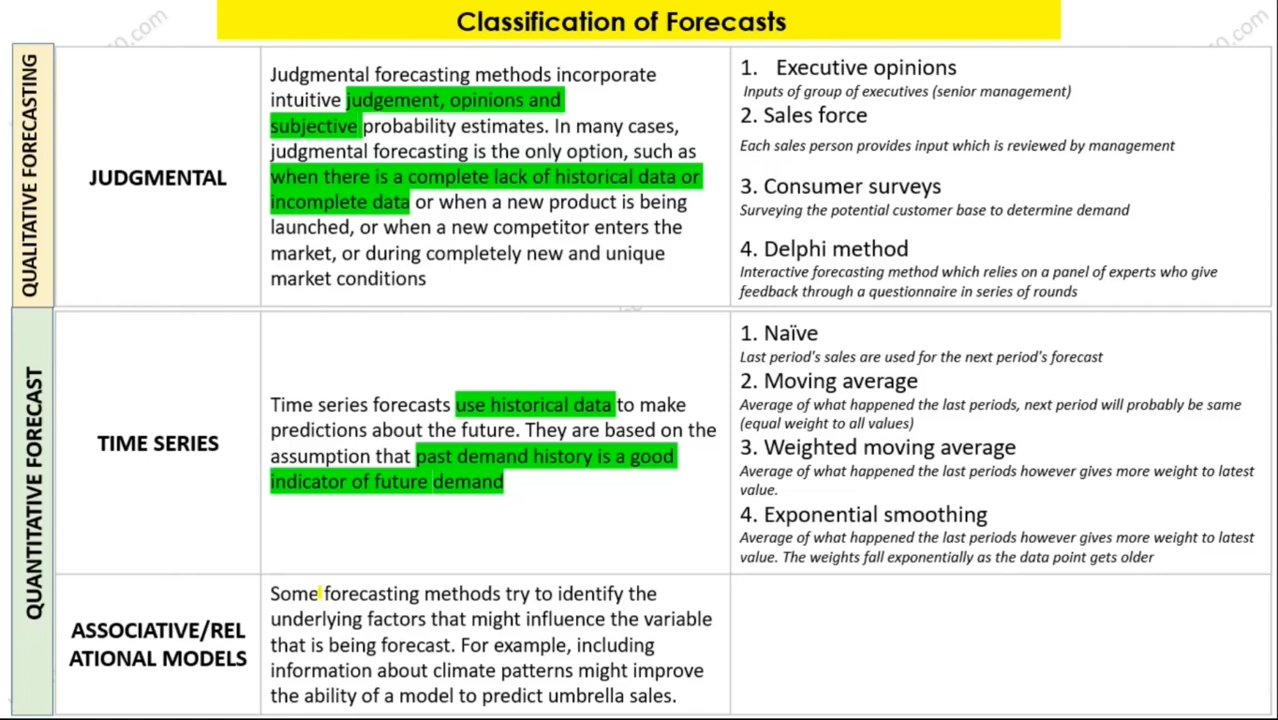 Classification of Forecasts
QUALITATIVE FORECASTING
JUDGMENTAL
Judgmental forecasting methods incorporate
intuitive judgement, opinions and
subjective probability estimates. In many cases,
judgmental forecasting is the only option, such as
when there is a complete lack of historical data or
incomplete data or when a new product is being
launched, or when a new competitor enters the
market, or during completely new and unique
market conditions
1. Executive opinions
Inputs of group of executives (senior management)
2. Sales force
Each sales person provides input which is reviewed by management
3. Consumer surveys
Surveying the potential customer base to determine demand
4. Delphi method
Interactive forecasting method which relies on a panel of experts who give
feedback through a questionnaire in series of rounds
QUANTITATIVE FORECAST
TIME SERIES
Time series forecasts use historical data to make
predictions about the future. They are based on the
assumption that past demand history is a good
indicator of future demand
1. Naïve
Last period's sales are used for the next period's forecast
2. Moving average
Average of what happened the last periods, next period will probably be same
(equal weight to all values)
3. Weighted moving average
Average of what happened the last periods however gives more weight to latest
value.
4. Exponential smoothing
Average of what happened the last periods however gives more weight to latest
value. The weights fall exponentially as the data point gets older
ASSOCIATIVE/REL
ATIONAL MODELS
Some forecasting methods try to identify the
underlying factors that might influence the variable
that is being forecast. For example, including
information about climate patterns might improve
the ability of a model to predict umbrella sales.